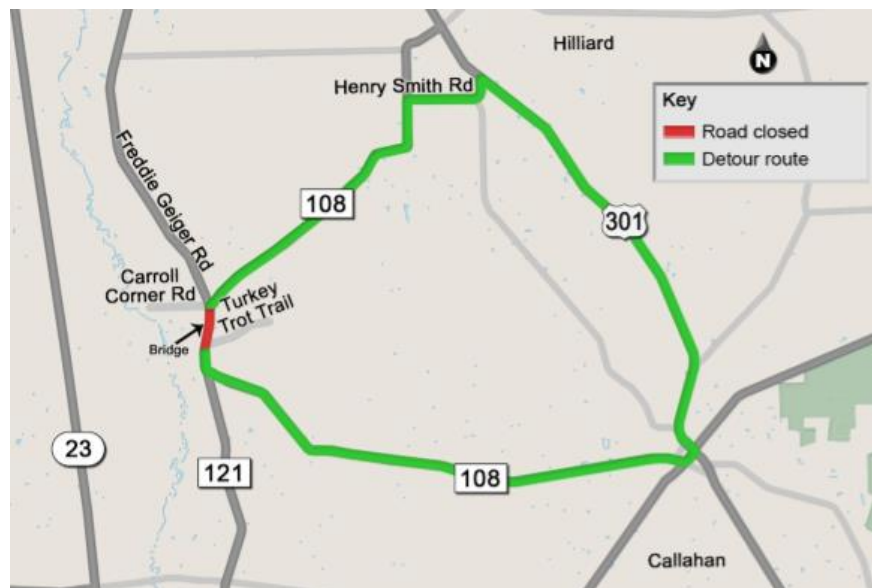 Hilliard
N
Henry Smith Rd
Key
Road closed
Detour route
Freddie Geiger Rd
108
301
Carroll
Corner Rd
Turkey
Trot Trail
Bridge
23
121
108
Callahan